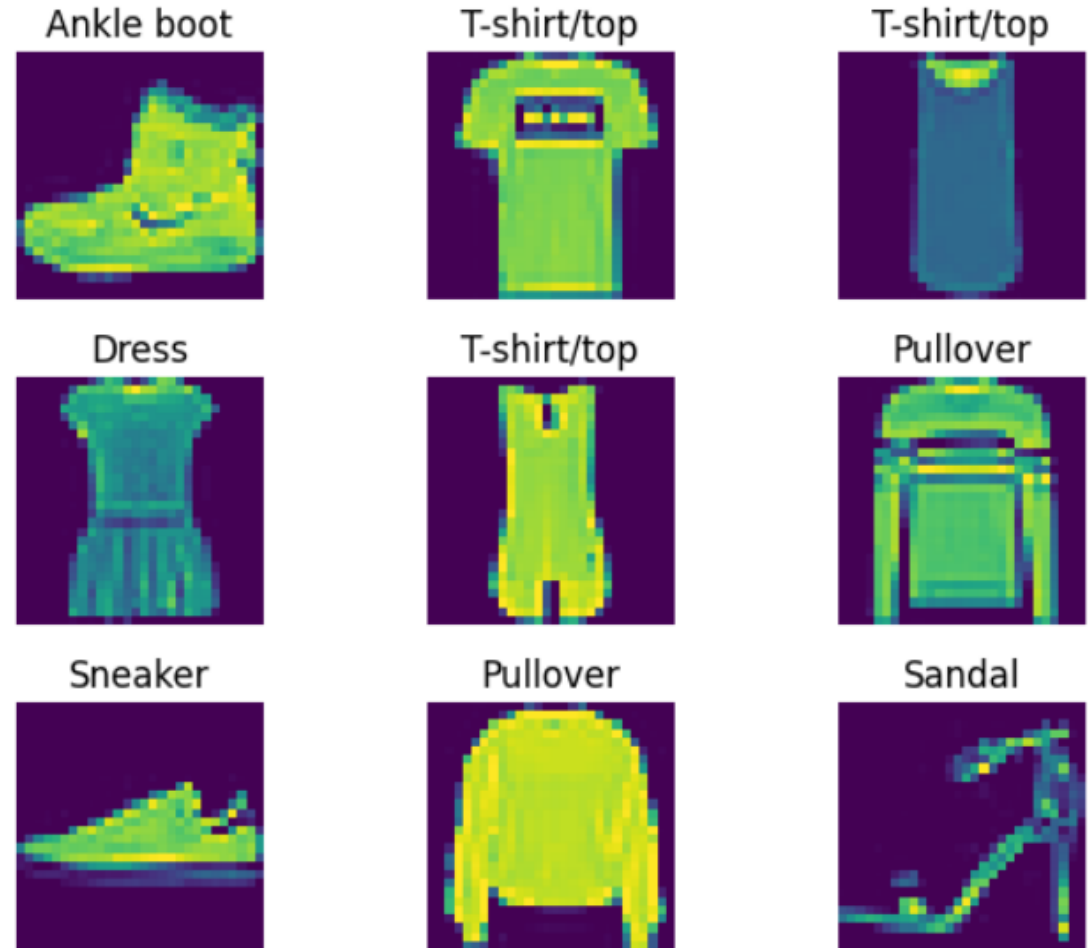 Ankle boot
T-shirt/top
T-shirt/top
Dress
T-shirt/top
Pullover
Sneaker
Pullover
Sandal